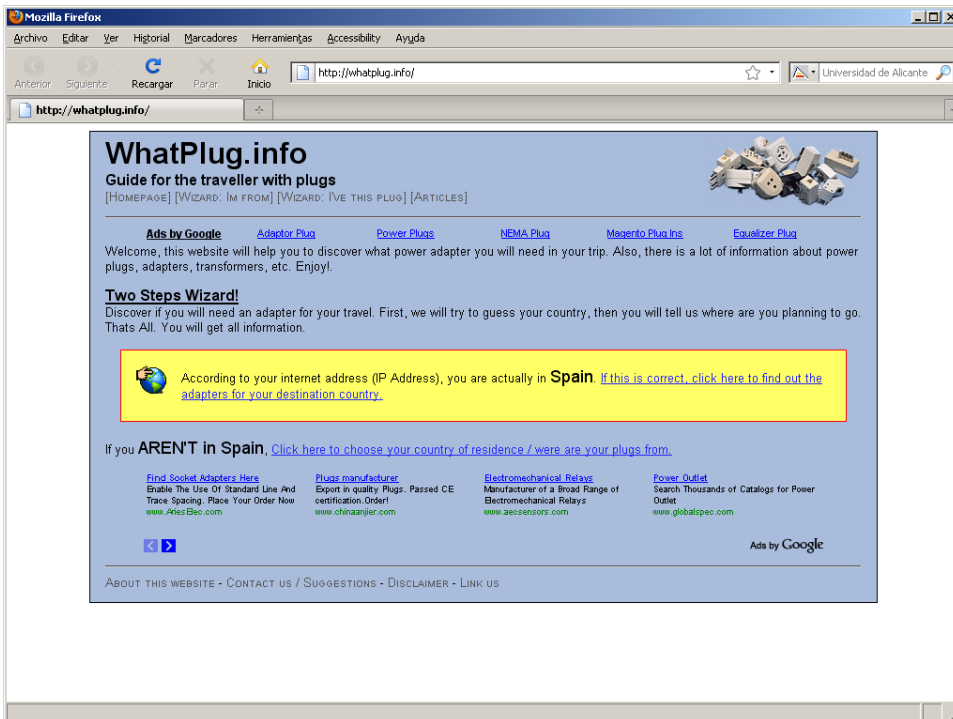 Mozilla Firefox
Archivo Editar Ver Historial Marcadores Herramientas Accessibility Ayuda
Anterior Siguiente Recargar Parar Inicio http://whatplug.info/ Universidad de Alicante
http://whatplug.info/
WhatPlug.info
Guide for the traveller with plugs
[Homepage] [Wizard: Im from] [Wizard: I've this plug] [Articles]
Ads by Google Adaptor Plug Power Plugs NEMA Plug Magento Plug Ins Equalizer Plug
Welcome, this website will help you to discover what power adapter you will need in your trip. Also, there is a lot of information about power
plugs, adapters, transformers, etc. Enjoy!.
Two Steps Wizard!
Discover if you will need an adapter for your travel. First, we will try to guess your country, then you will tell us where are you planning to go.
Thats All. You will get all information.
According to your internet address (IP Address), you are actually in Spain. If this is correct, click here to find out the
adapters for your destination country.
If you AREN'T in Spain, Click here to choose your country of residence / were are your plugs from.
Find Socket Adapters Here
Enable The Use Of Standard Line And
Trace Spacing. Place Your Order Now
www.AriesElec.com
Plugs manufacturer
Export in quality Plugs. Passed CE
certification.Order!
www.chinaanjier.com
Electromechanical Relays
Manufacturer of a Broad Range of
Electromechanical Relays
www.aecsensors.com
Power Outlet
Search Thousands of Catalogs for Power
Outlet
www.globalspec.com
Ads by Google
About this website - Contact us / Suggestions - Disclaimer - Link us